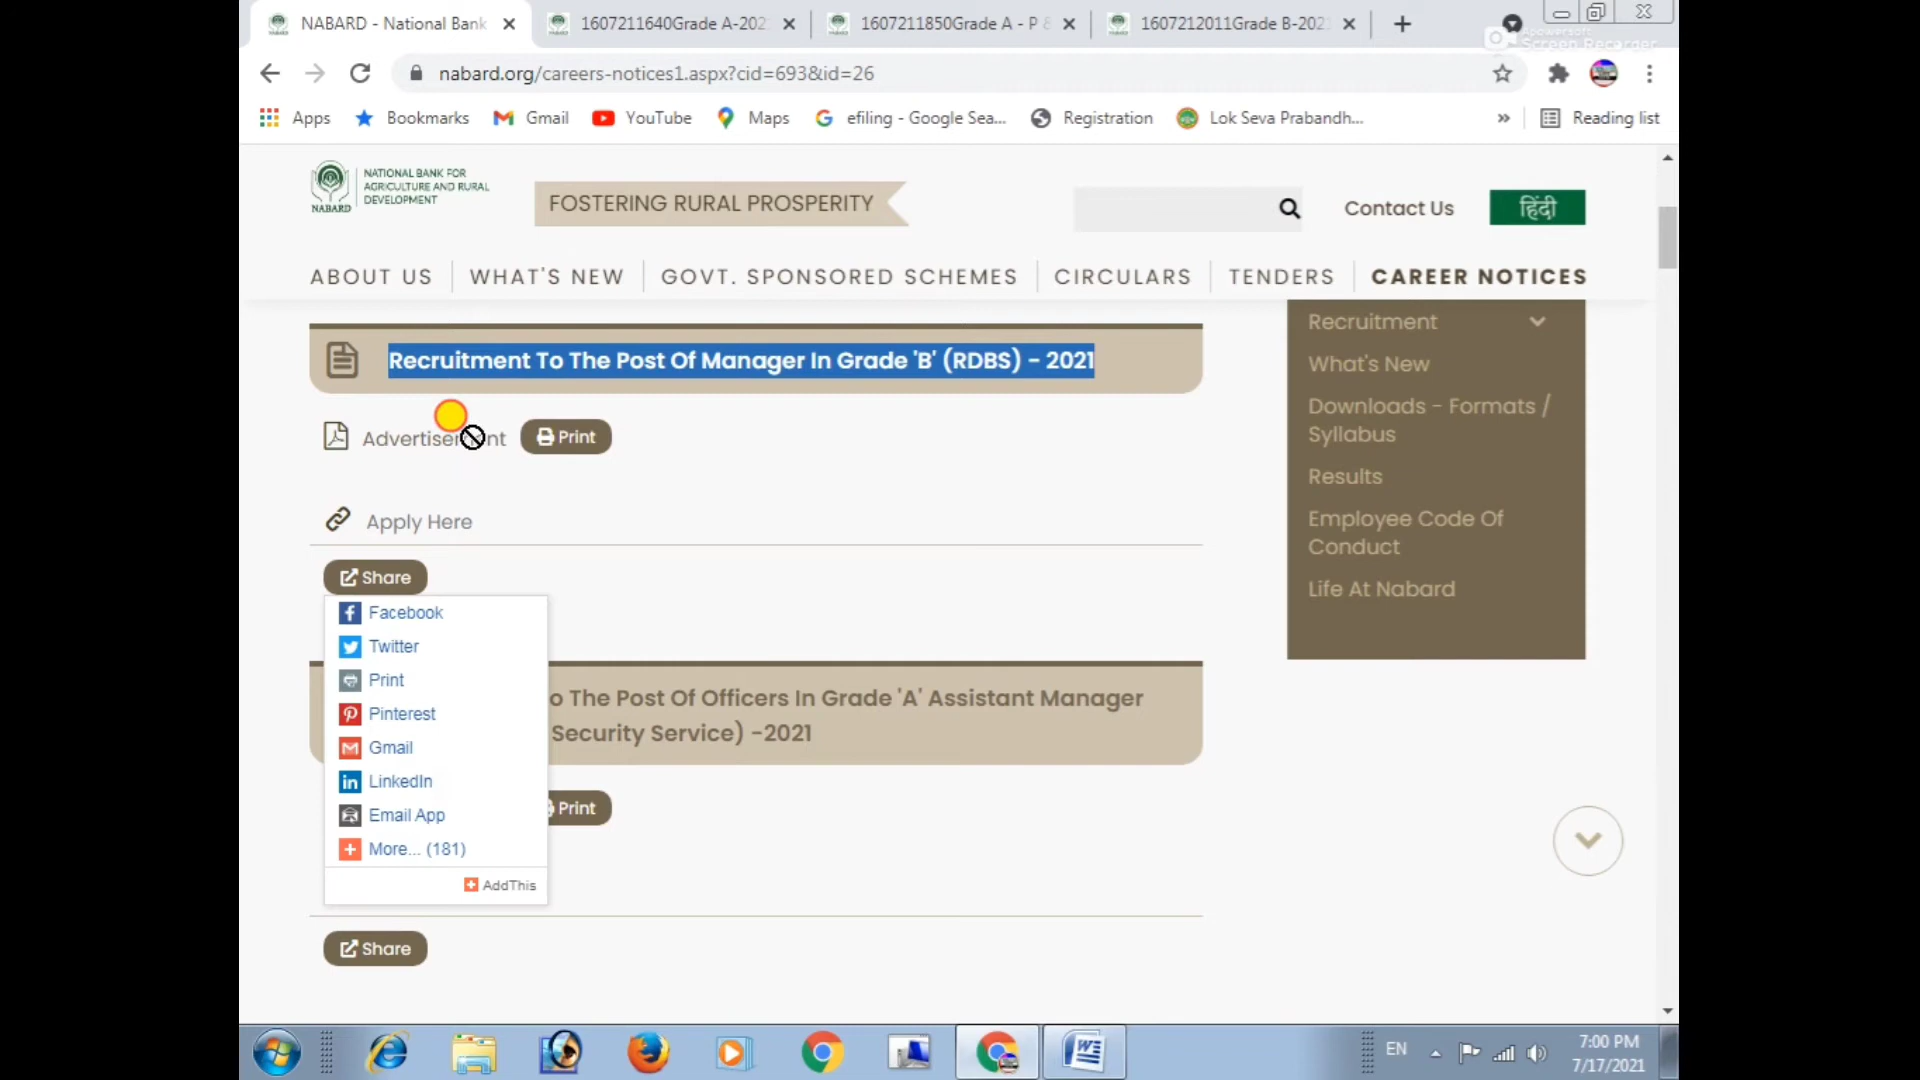 NABARD - National Bank
1607211640Grade A-202
1607211850Grade A - P &
1607212011Grade B-2021
Apowersoft
Screen Recorder
nabard.org/careers-notices1.aspx?cid=693&id=26
Apps
Bookmarks
Gmail
YouTube
Maps
efiling - Google Sea...
Registration
Lok Seva Prabandh...
»
Reading list
NATIONAL BANK FOR
AGRICULTURE AND RURAL
DEVELOPMENT
NABARD
FOSTERING RURAL PROSPERITY
Contact Us
हिंदी
ABOUT US
WHAT'S NEW
GOVT. SPONSORED SCHEMES
CIRCULARS
TENDERS
CAREER NOTICES
Recruitment To The Post Of Manager In Grade 'B' (RDBS) - 2021
Advertisement
Print
Apply Here
Share
Facebook
Twitter
Print
Pinterest
Gmail
LinkedIn
Email App
More... (181)
AddThis
o The Post Of Officers In Grade 'A' Assistant Manager
Security Service) -2021
Print
Share
Recruitment
What's New
Downloads - Formats /
Syllabus
Results
Employee Code Of
Conduct
Life At Nabard
EN
7:00 PM
7/17/2021